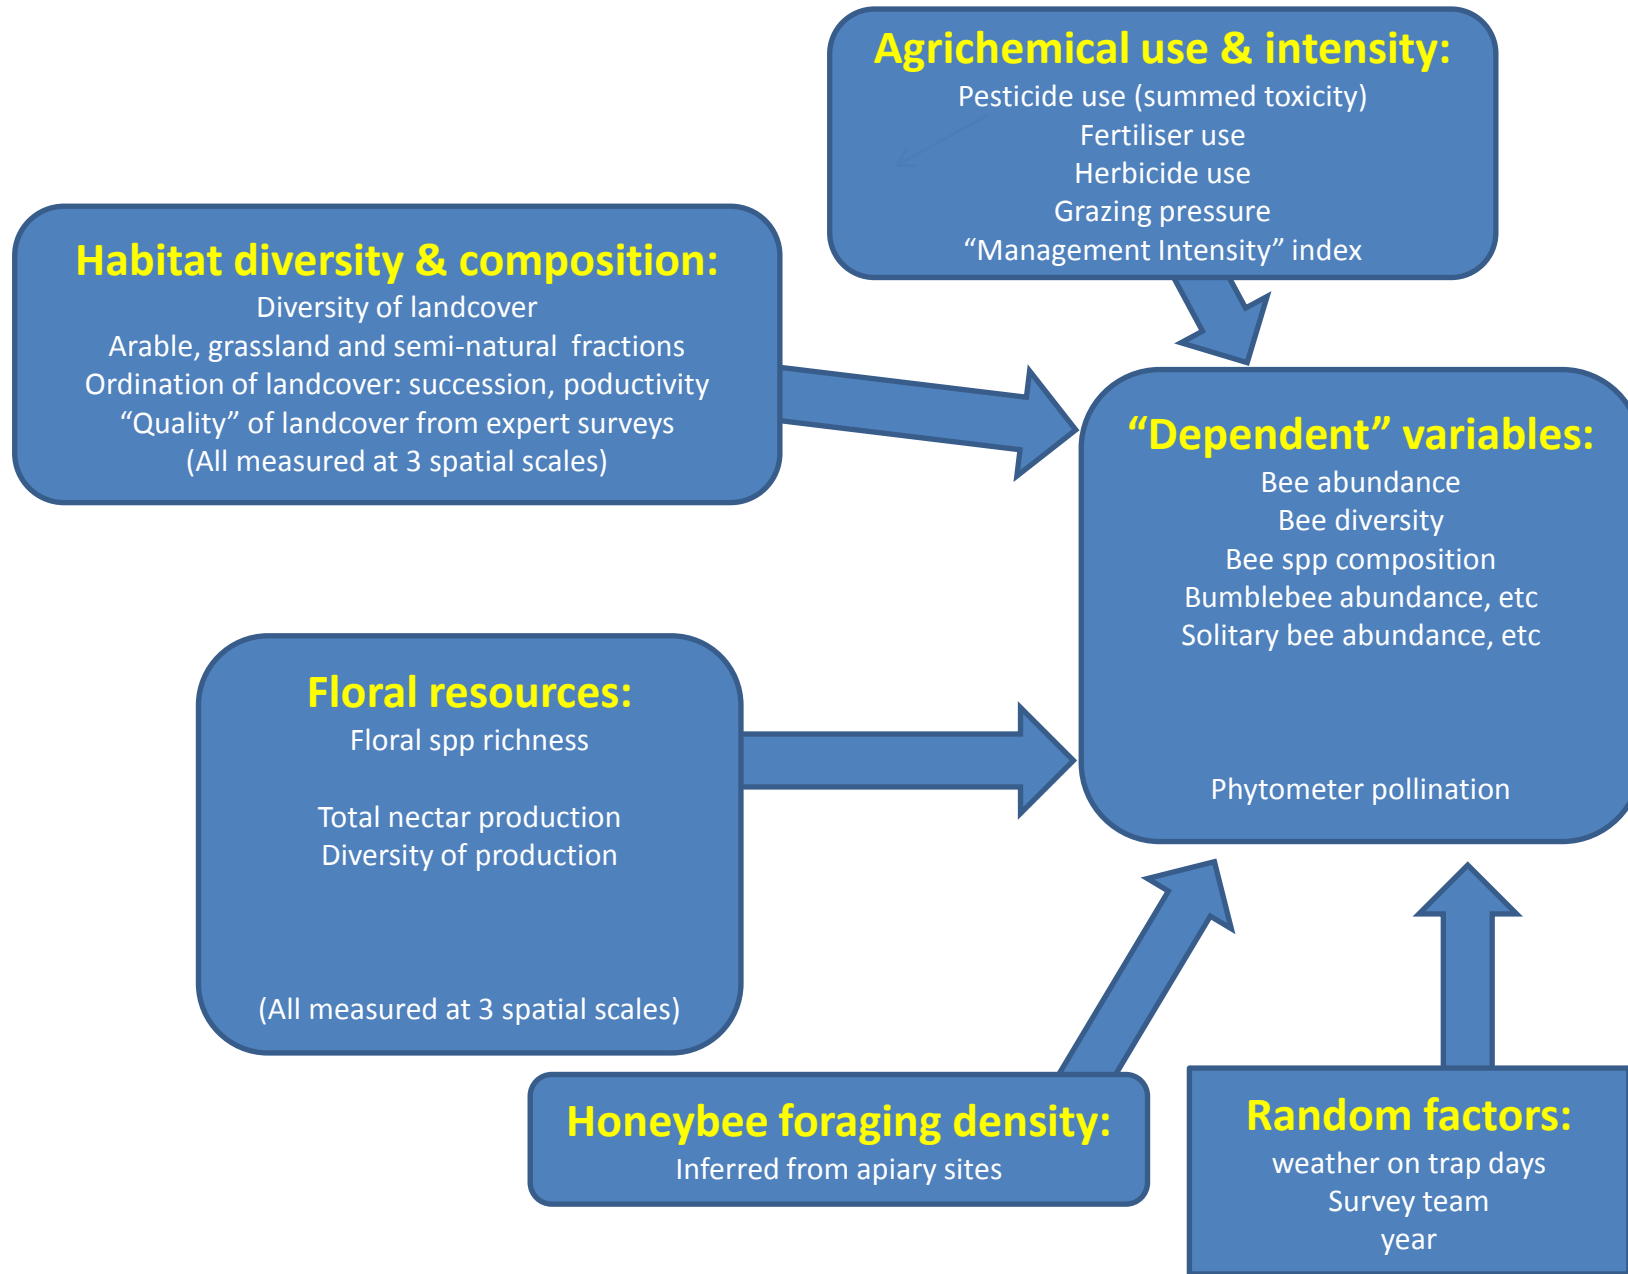 Agrichemical use & intensity:
Pesticide use (summed toxicity)
Fertiliser use
Herbicide use
Grazing pressure
“Management Intensity” index
Habitat diversity & composition:
Diversity of landcover
Arable, grassland and semi-natural fractions
Ordination of landcover: succession, poductivity
“Quality” of landcover from expert surveys
(All measured at 3 spatial scales)
“Dependent” variables:
Bee abundance
Bee diversity
Bee spp composition
Bumblebee abundance, etc
Solitary bee abundance, etc
Phytometer pollination
Floral resources:
Floral spp richness
Total nectar production
Diversity of production
(All measured at 3 spatial scales)
Honeybee foraging density:
Inferred from apiary sites
Random factors:
weather on trap days
Survey team
year